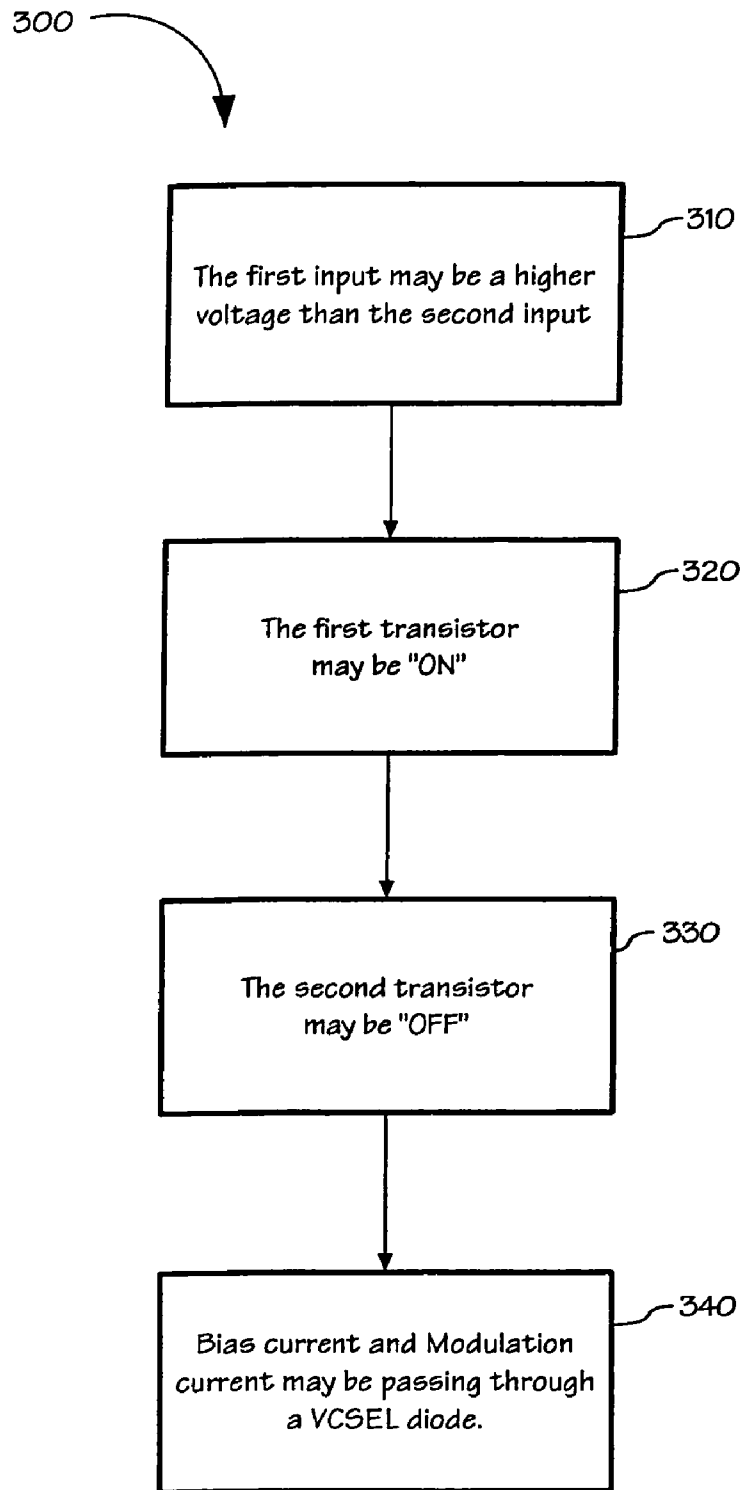 300
310
The first input may be a higher
voltage than the second input
320
The first transistor
may be "ON"
330
The second transistor
may be "OFF"
340
Bias current and Modulation
current may be passing through
a VCSEL diode.